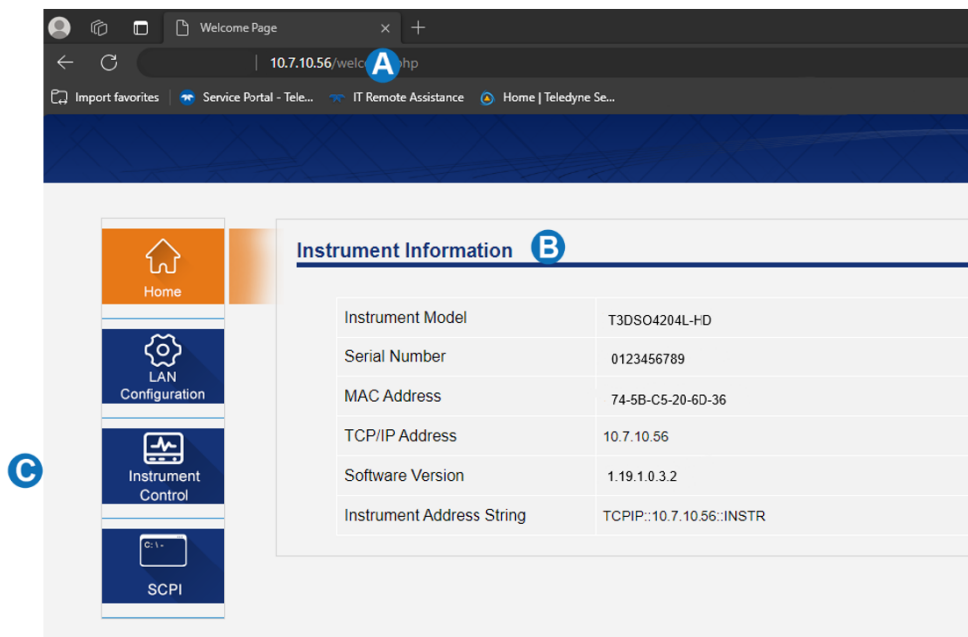 Welcome Page
10.7.10.56/welc
A
hp
Import favorites
Service Portal - Tele...
IT Remote Assistance
Home | Teledyne Se...
Instrument Information
B
Home
LAN
Configuration
C
Instrument
Control
C:\-
SCPI
Instrument Model
T3DSO4204L-HD
Serial Number
0123456789
MAC Address
74-5B-C5-20-6D-36
TCP/IP Address
10.7.10.56
Software Version
1.19.1.0.3.2
Instrument Address String
TCPIP::10.7.10.56::INSTR